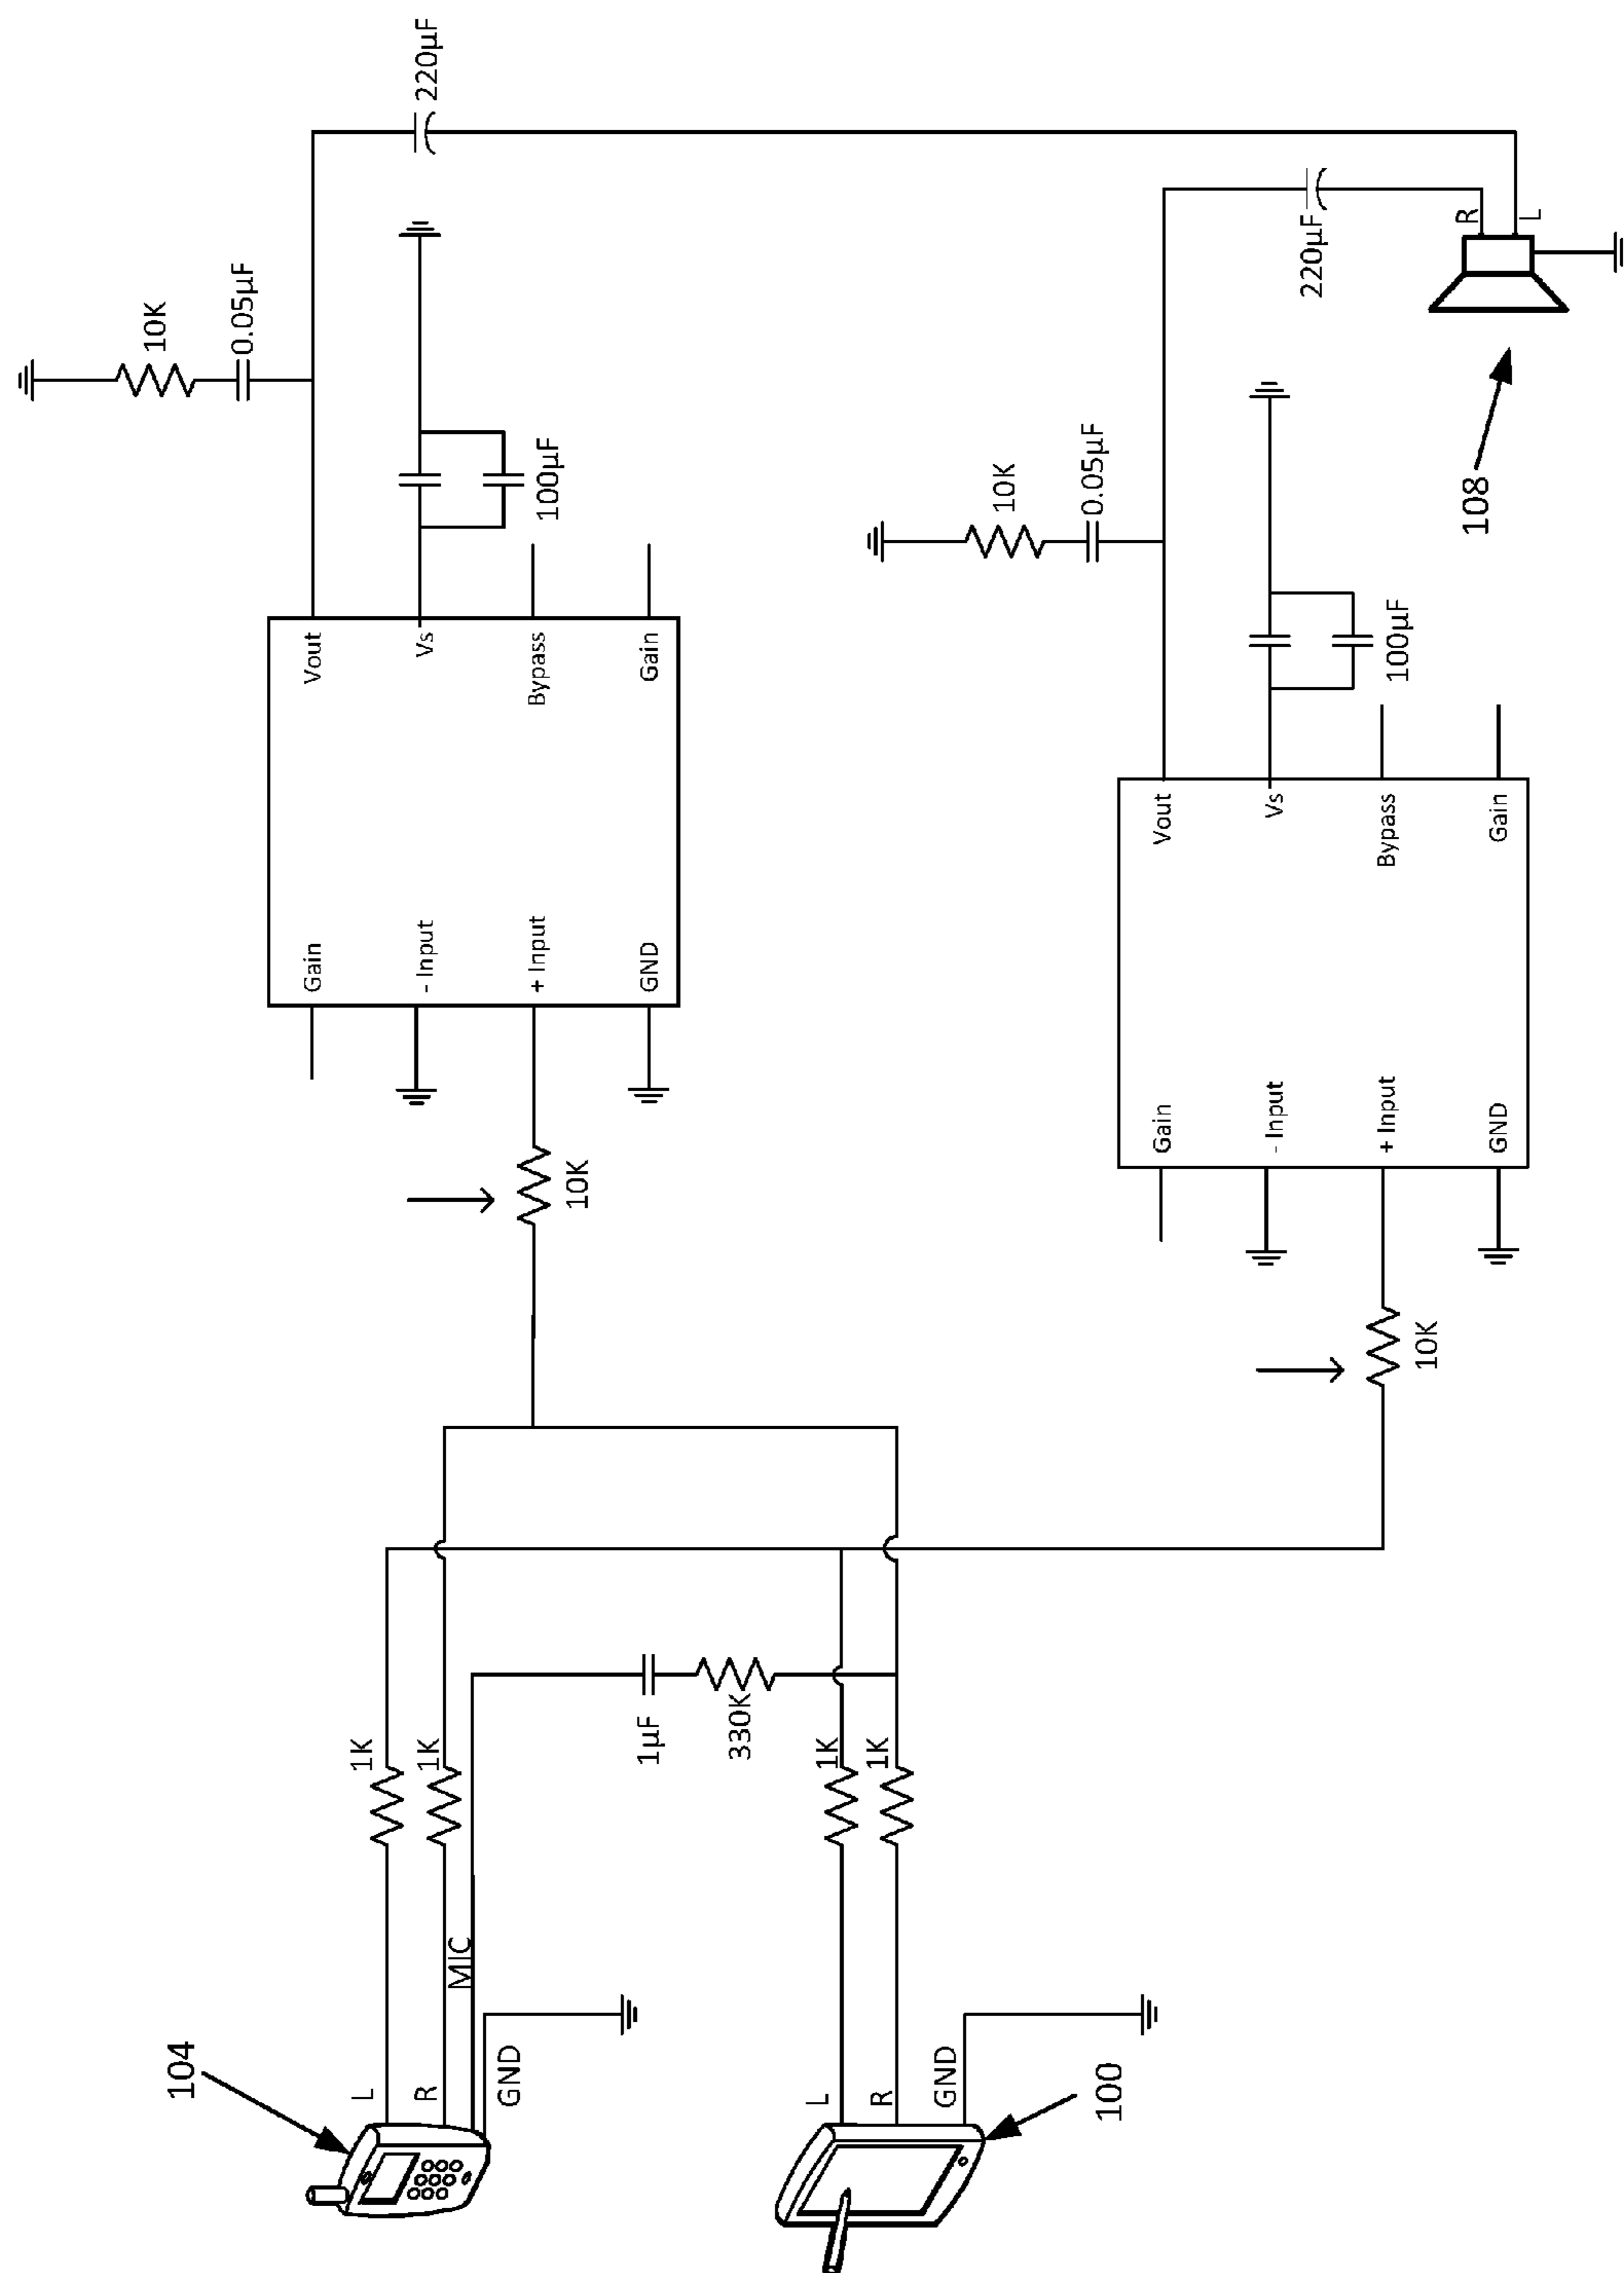 104
L
1K
R
1K
MIC
GND
1µF
330K
L
1K
R
1K
GND
100
10K
Gain
- Input
+ Input
GND
Vout
Vs
Bypass
Gain
10K
0.05µF
100µF
220µF
10K
Gain
- Input
+ Input
GND
Vout
Vs
Bypass
Gain
10K
0.05µF
100µF
220µF
R
L
108